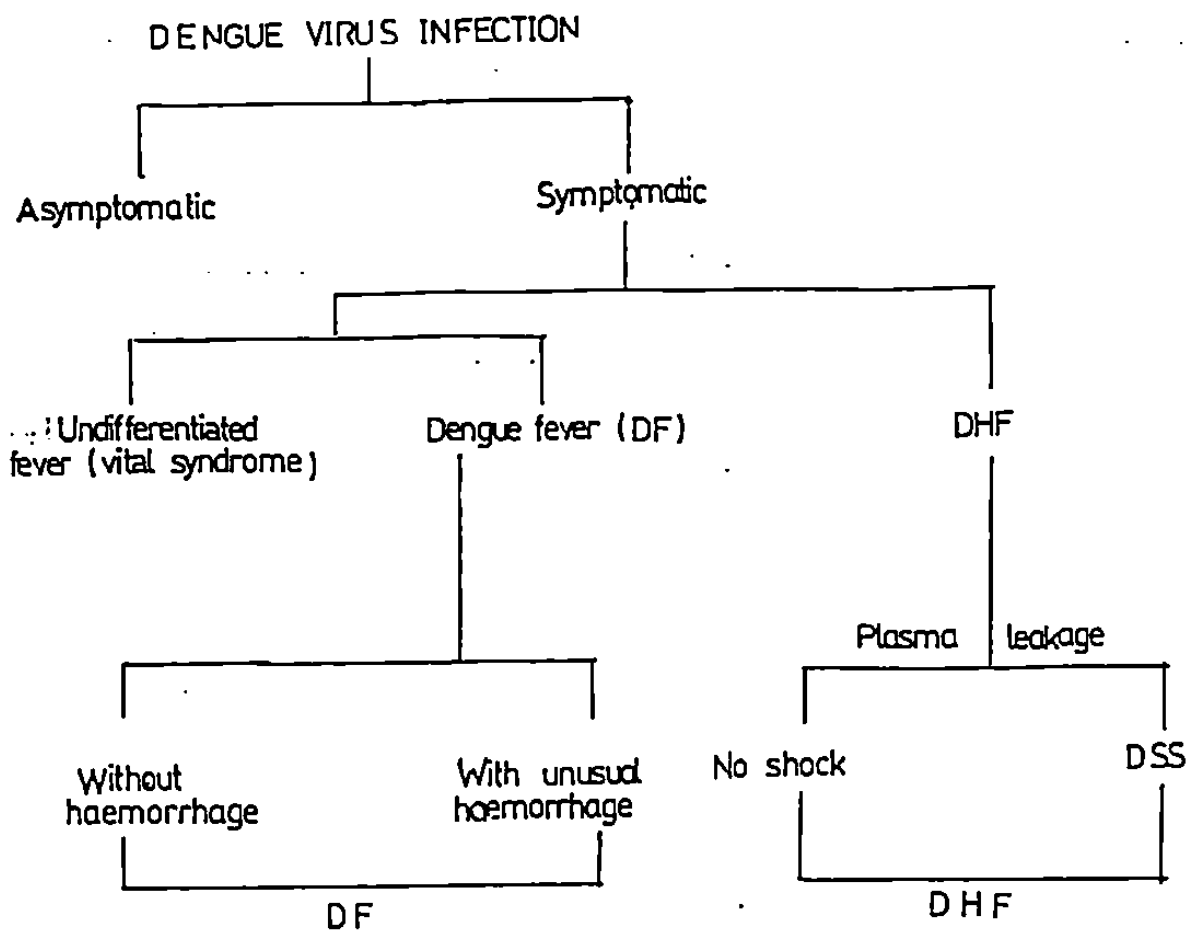 DENGUE VIRUS INFECTION
Asymptomatic
Symptomatic
Undifferentiated
fever (vital syndrome)
Dengue fever (DF)
DHF
Plasma leakage
Without
haemorrhage
With unusual
haemorrhage
No shock
DSS
DF
DHF